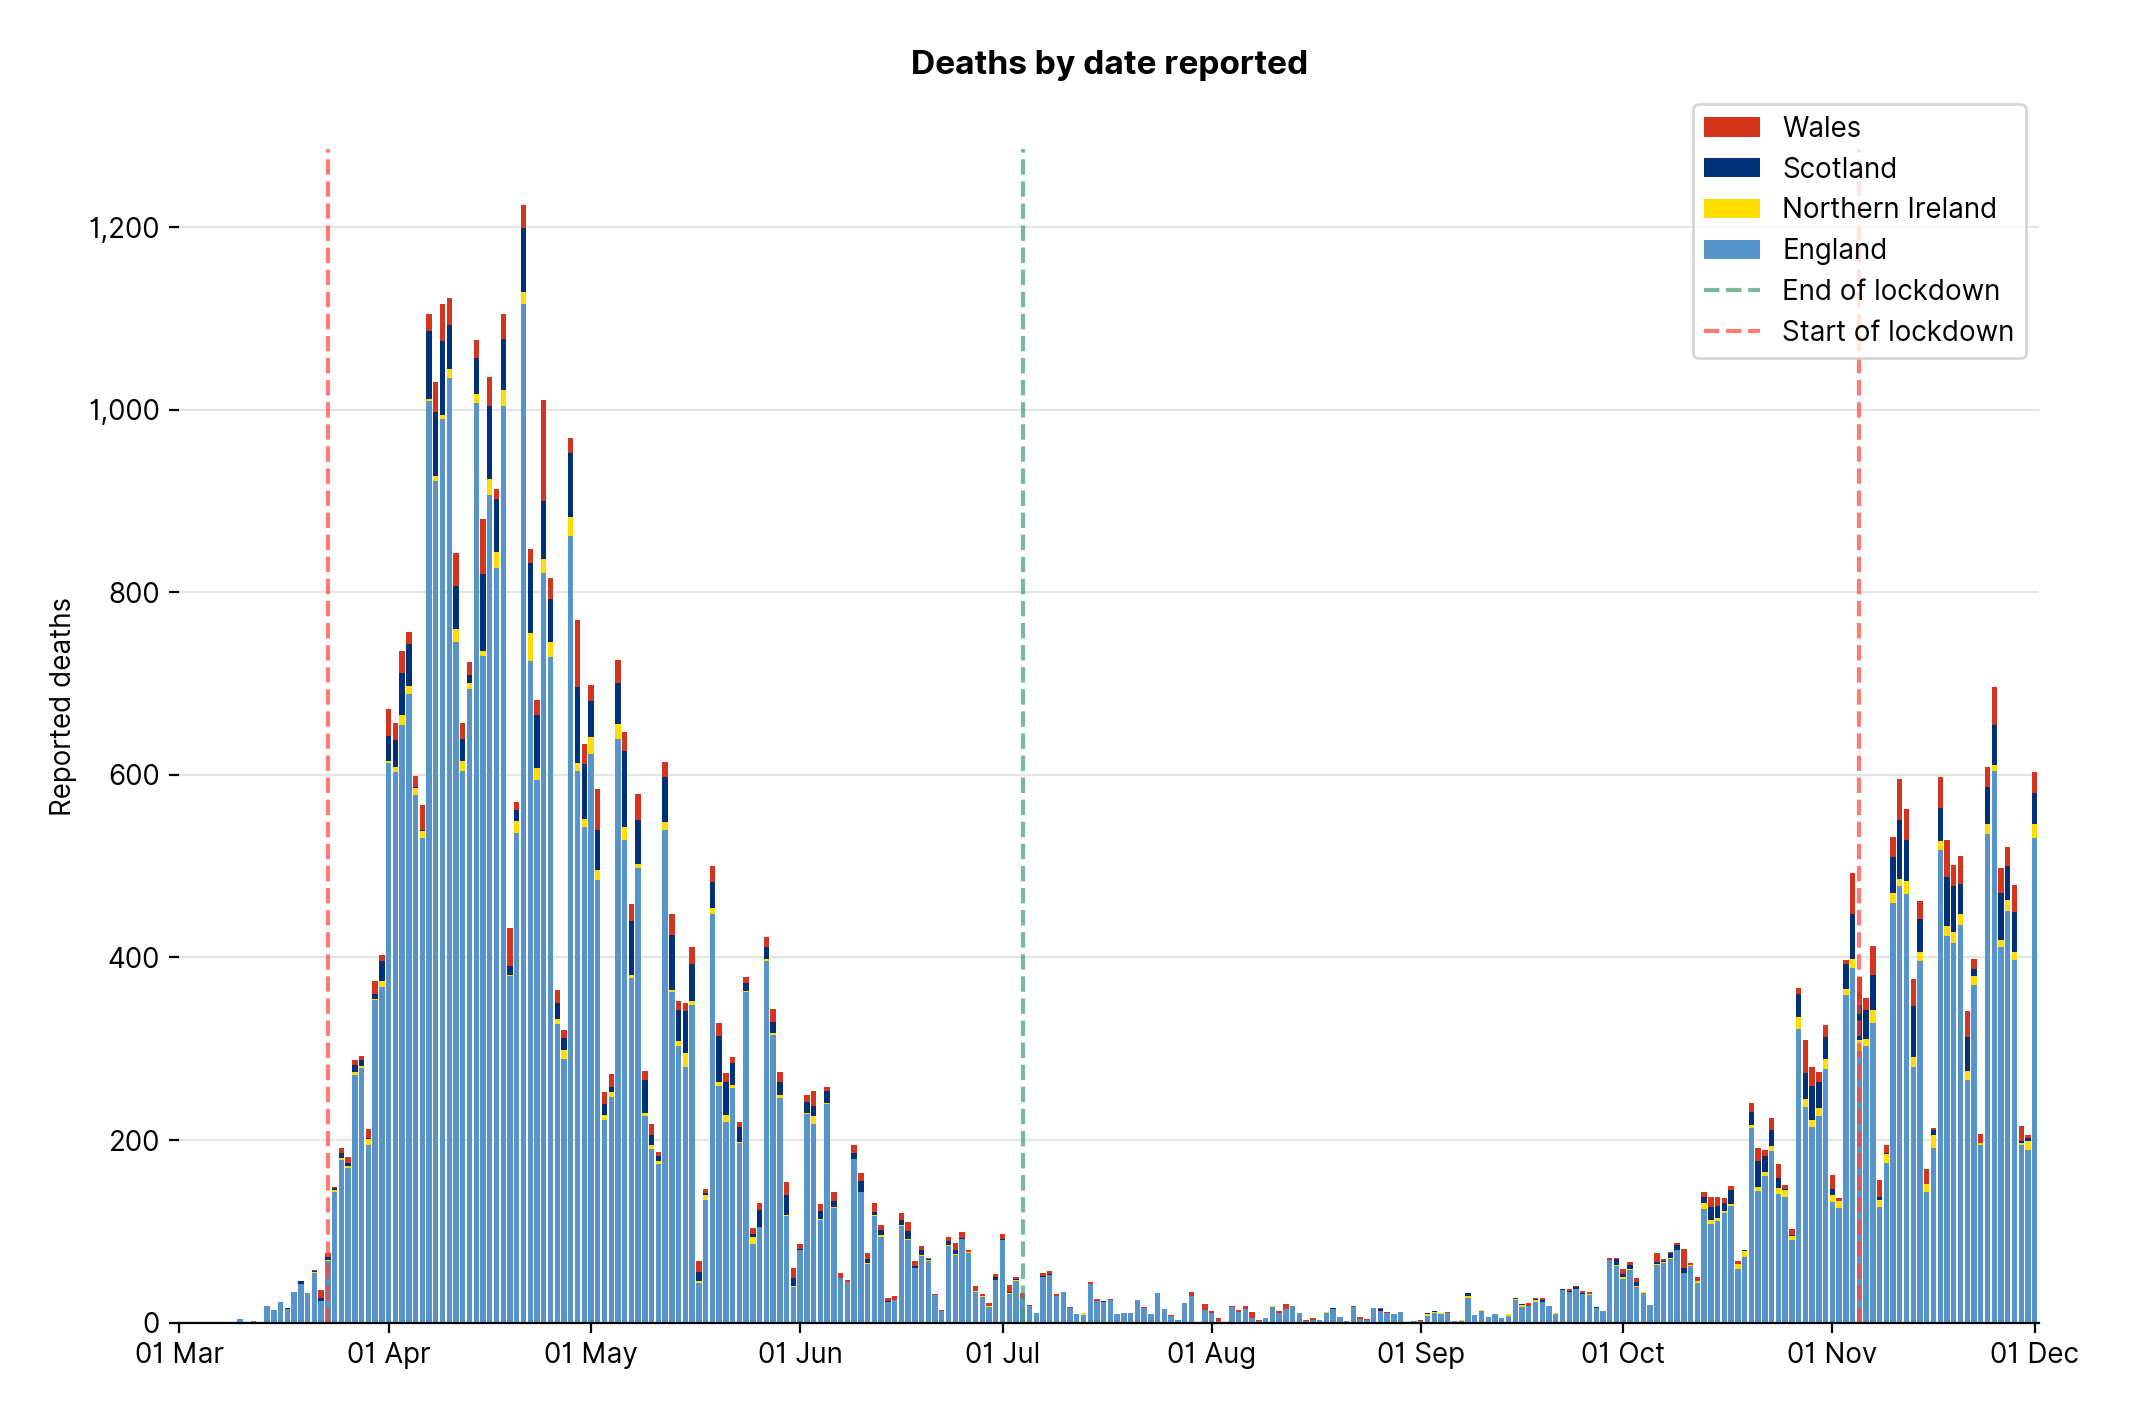 Deaths by date reported
Wales
Scotland
Northern Ireland
England
End of lockdown
Start of lockdown
1,200
1,000
800
600
400
200
0
Reported deaths
01 Mar
01 Apr
01 May
01 Jun
01 Jul
01 Aug
01 Sep
01 Oct
01 Nov
01 Dec